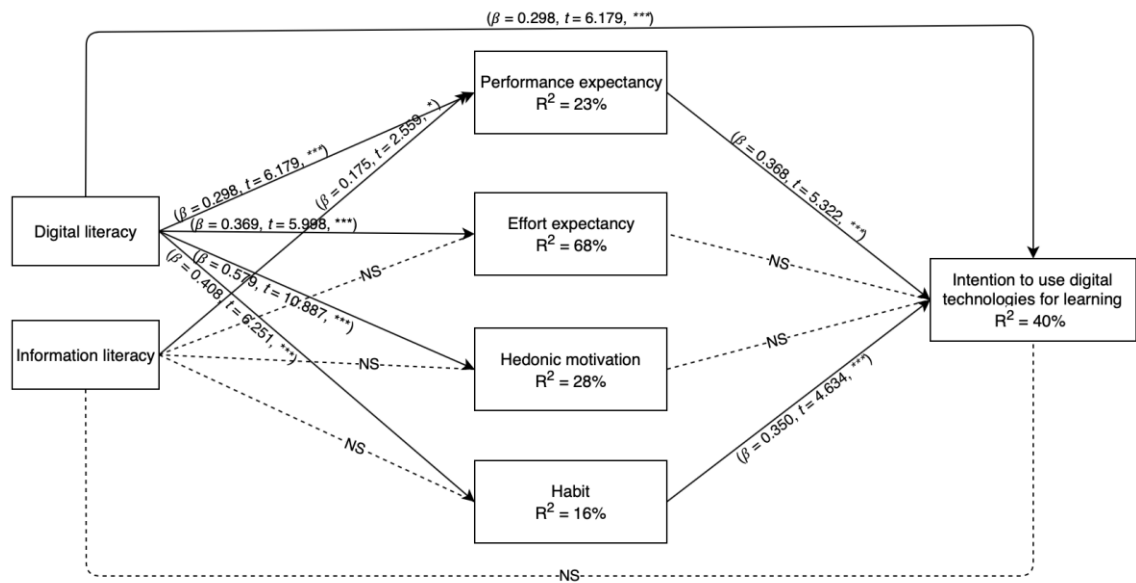 (β = 0.298, t = 6.179, ***)
Performance expectancy
R² = 23%
(β = 0.298, t = 6.179, ***)
(β = 0.175, t = 2.559, *)
(β = 0.368, t = 5.322, ***)
Digital literacy
(β = 0.369, t = 5.998, ***)
Effort expectancy
R² = 68%
NS
NS
(β = 0.579, t = 10.887, ***)
(β = 0.408, t = 6.251, ***)
Intention to use digital
technologies for learning
R² = 40%
Information literacy
NS
Hedonic motivation
R² = 28%
NS
(β = 0.350, t = 4.634, ***)
NS
Habit
R² = 16%
NS